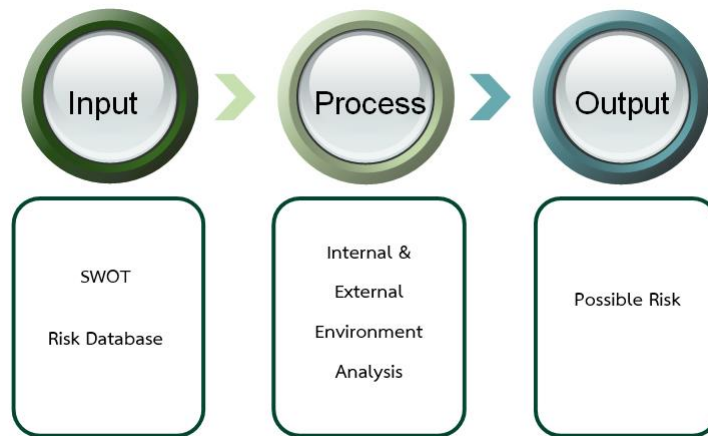 Input
Process
Output
SWOT
Risk Database
Internal &
External
Environment
Analysis
Possible Risk